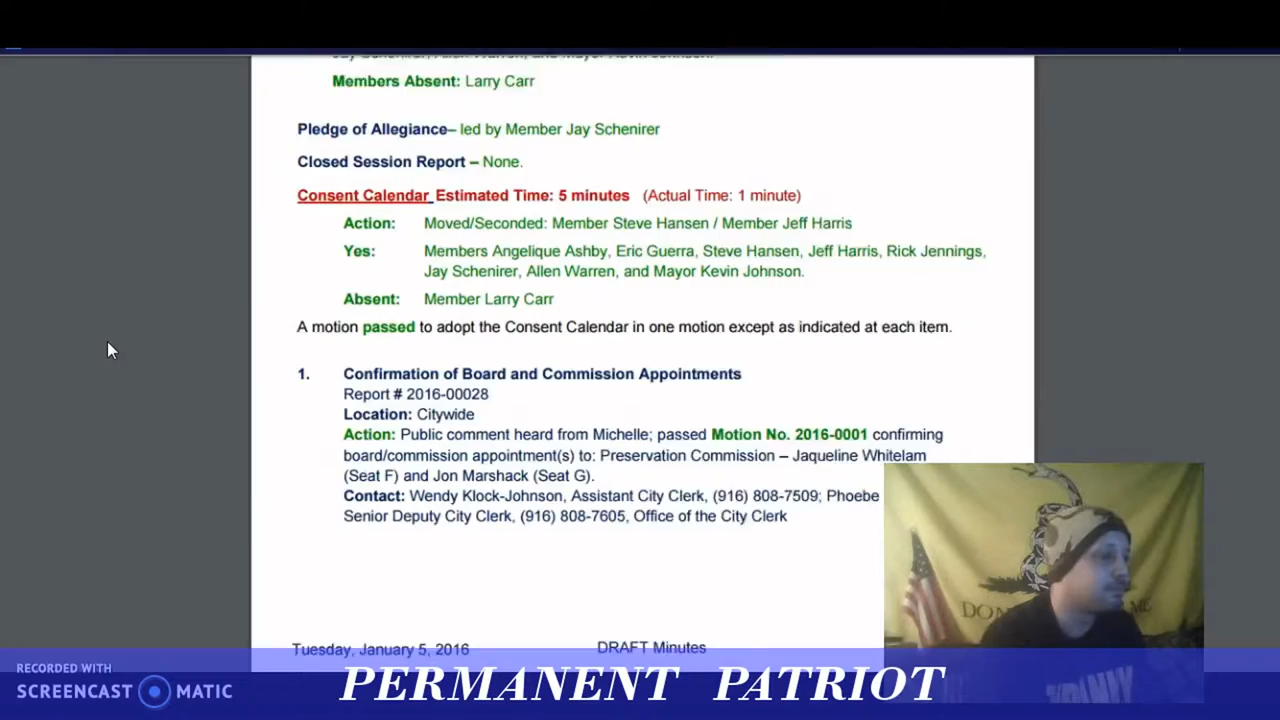 Members Absent: Larry Carr
Pledge of Allegiance– led by Member Jay Schenirer
Closed Session Report – None.
Consent Calendar Estimated Time: 5 minutes (Actual Time: 1 minute)
Action: Moved/Seconded: Member Steve Hansen / Member Jeff Harris
Yes: Members Angelique Ashby, Eric Guerra, Steve Hansen, Jeff Harris, Rick Jennings,
Jay Schenirer, Allen Warren, and Mayor Kevin Johnson.
Absent: Member Larry Carr
A motion passed to adopt the Consent Calendar in one motion except as indicated at each item.
1. Confirmation of Board and Commission Appointments
Report # 2016-00028
Location: Citywide
Action: Public comment heard from Michelle; passed Motion No. 2016-0001 confirming
board/commission appointment(s) to: Preservation Commission – Jaqueline Whitelam
(Seat F) and Jon Marshack (Seat G).
Contact: Wendy Klock-Johnson, Assistant City Clerk, (916) 808-7509; Phoebe
Senior Deputy City Clerk, (916) 808-7605, Office of the City Clerk
DON ME
Tuesday, January 5, 2016 DRAFT Minutes
RECORDED WITH
SCREENCAST MATIC
PERMANENT PATRIOT